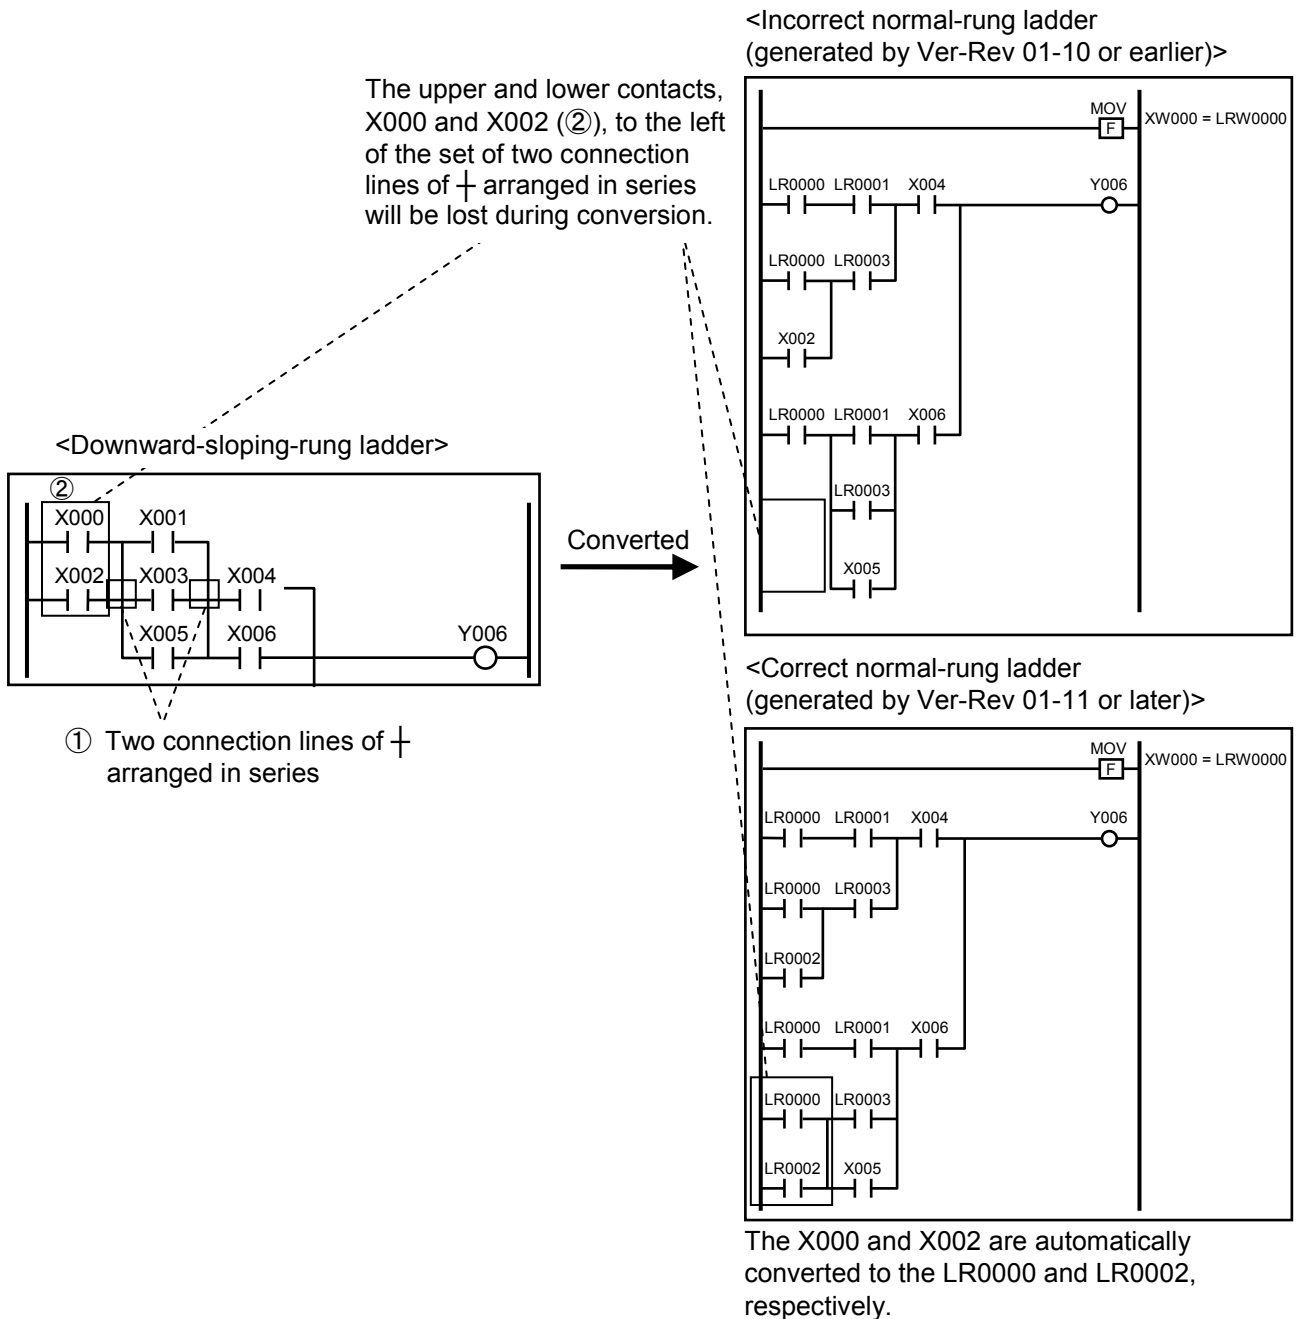 <Incorrect normal-rung ladder
(generated by Ver-Rev 01-10 or earlier)>
The upper and lower contacts,
X000 and X002 (②), to the left
of the set of two connection
lines of ┼ arranged in series
will be lost during conversion.
MOV
F
XW000 = LRW0000
LR0000 LR0001 X004 Y006
LR0000 LR0003
X002
LR0000 LR0001 X006
LR0003
X005
<Downward-sloping-rung ladder>
②
X000 X001
X002 X003 X004
X005 X006 Y006
Converted
① Two connection lines of ┼
arranged in series
<Correct normal-rung ladder
(generated by Ver-Rev 01-11 or later)>
MOV
F
XW000 = LRW0000
LR0000 LR0001 X004 Y006
LR0000 LR0003
LR0002
LR0000 LR0001 X006
LR0000 LR0003
LR0002 X005
The X000 and X002 are automatically
converted to the LR0000 and LR0002,
respectively.